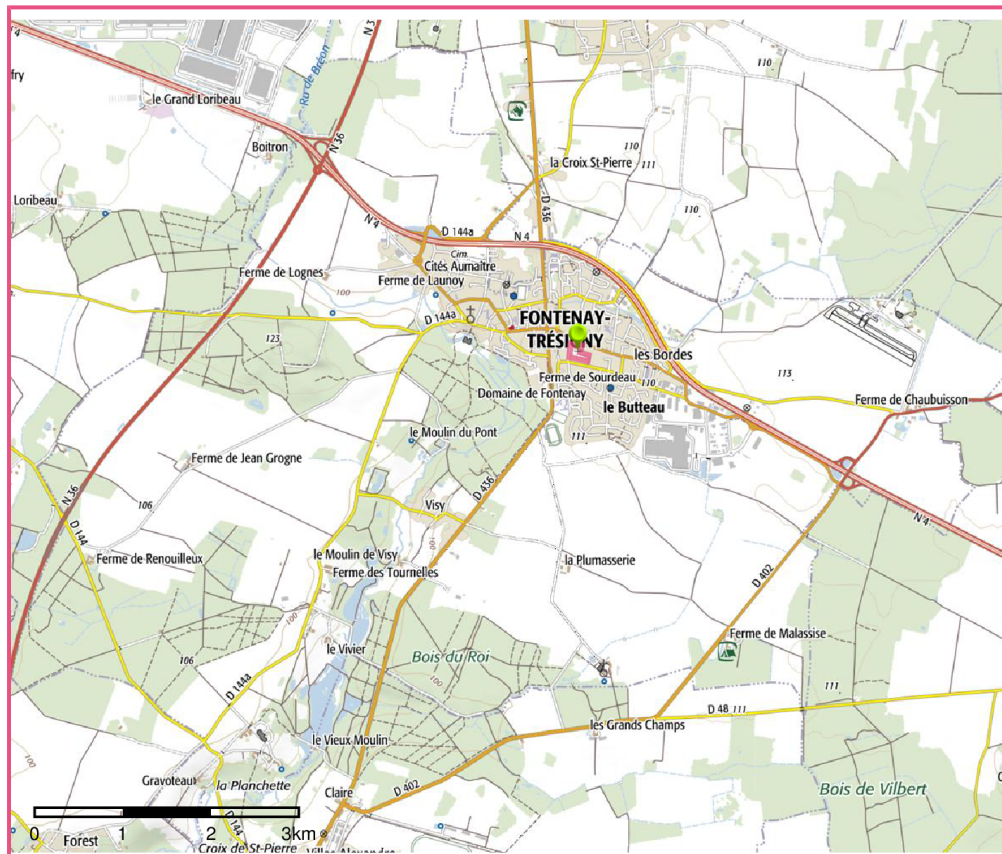 N 3
110
Ru de Bréon
le Grand Loribeau
N 36
Boitron
110
la Croix St-Pierre
111
110
Loribeau
D 436
110
N 4
D 144a
N 4
Cim.
Cités Aumaître
Ferme de Lognes
100
Ferme de Launoy
D 144a
FONTENAY-
TRÉSIGNY
123
les Bordes
113
Ferme de Sourdeau
110
Domaine de Fontenay
le Butteau
Ferme de Chaubuisson
le Moulin du Pont
111
Ferme de Jean Grogne
D 436
N 36
106
Visy
N 4
D 144
Ferme de Renouilleux
le Moulin de Visy
la Plumasserie
Ferme des Tournelles
D 402
100
Ferme de Malassise
le Vivier
Bois du Roi
106
100
D 144a
111
D 48
111
les Grands Champs
le Vieux Moulin
100
Gravoteau
la Planchette
Claire
D 402
Bois de Vilbert
D 144
0 1 2 3km
Forest
Croix de St-Pierre